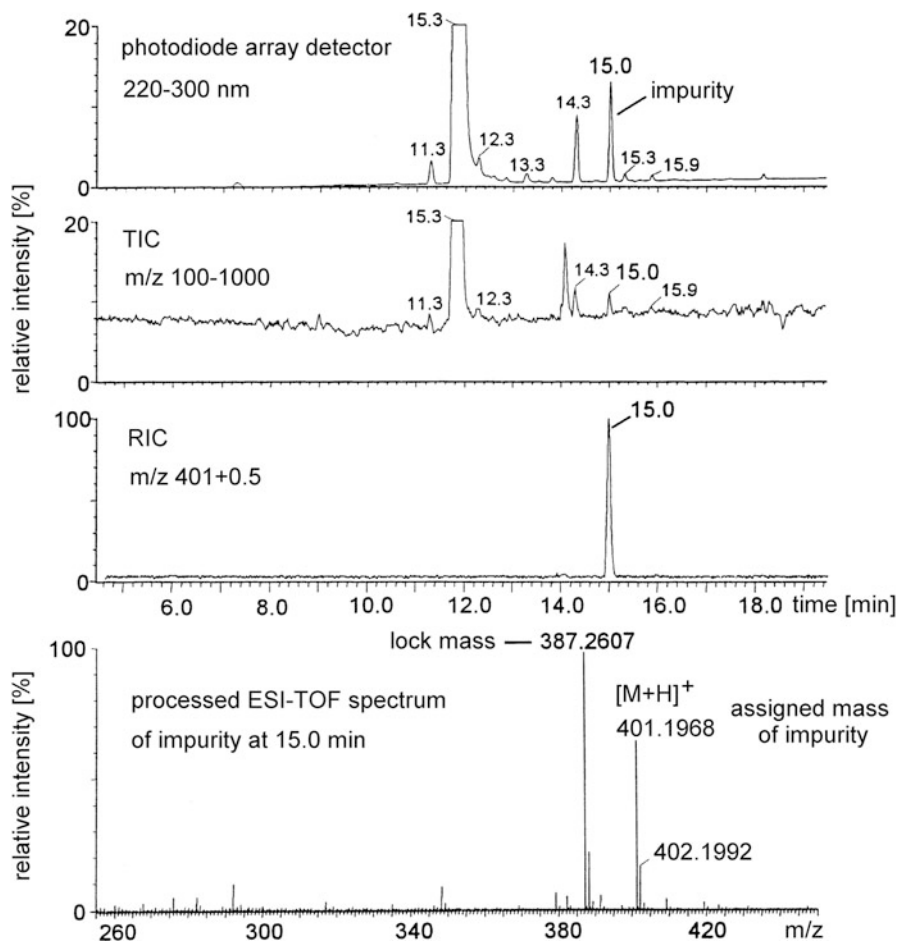 20
15.3
photodiode array detector
220-300 nm
15.0
impurity
14.3
11.3
12.3
13.3
15.3
15.9
0
20
15.3
TIC
m/z 100-1000
14.3
15.0
11.3
12.3
15.9
0
relative intensity [%]
100
15.0
RIC
m/z 401+0.5
0
6.0 8.0 10.0 12.0 14.0 16.0 18.0 time [min]
lock mass — 387.2607
100
[M+H]+
processed ESI-TOF spectrum
401.1968
assigned mass
of impurity at 15.0 min
of impurity
402.1992
0
relative intensity [%]
260 300 340 380 420 m/z